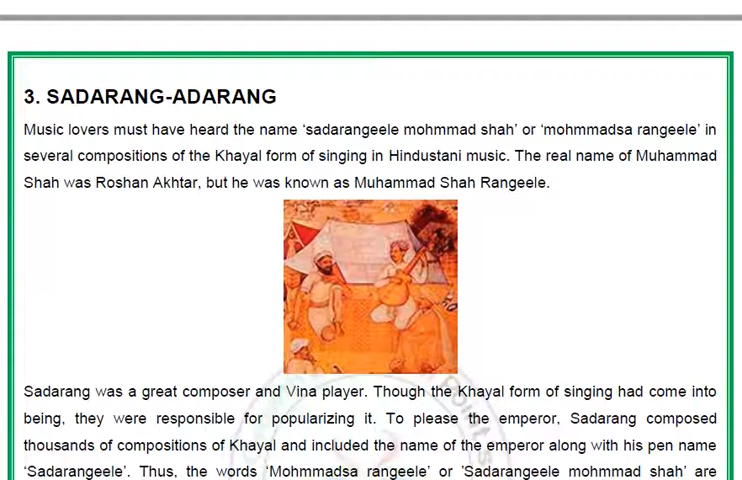 3. SADARANG-ADARANG
Music lovers must have heard the name ‘sadarangeele mohmmad shah’ or ‘mohmmadsa rangeele’ in
several compositions of the Khayal form of singing in Hindustani music. The real name of Muhammad
Shah was Roshan Akhtar, but he was known as Muhammad Shah Rangeele.
Sadarang was a great composer and Vina player. Though the Khayal form of singing had come into
being, they were responsible for popularizing it. To please the emperor, Sadarang composed
thousands of compositions of Khayal and included the name of the emperor along with his pen name
‘Sadarangeele’. Thus, the words ‘Mohmmadsa rangeele’ or ’Sadarangeele mohmmad shah’ are